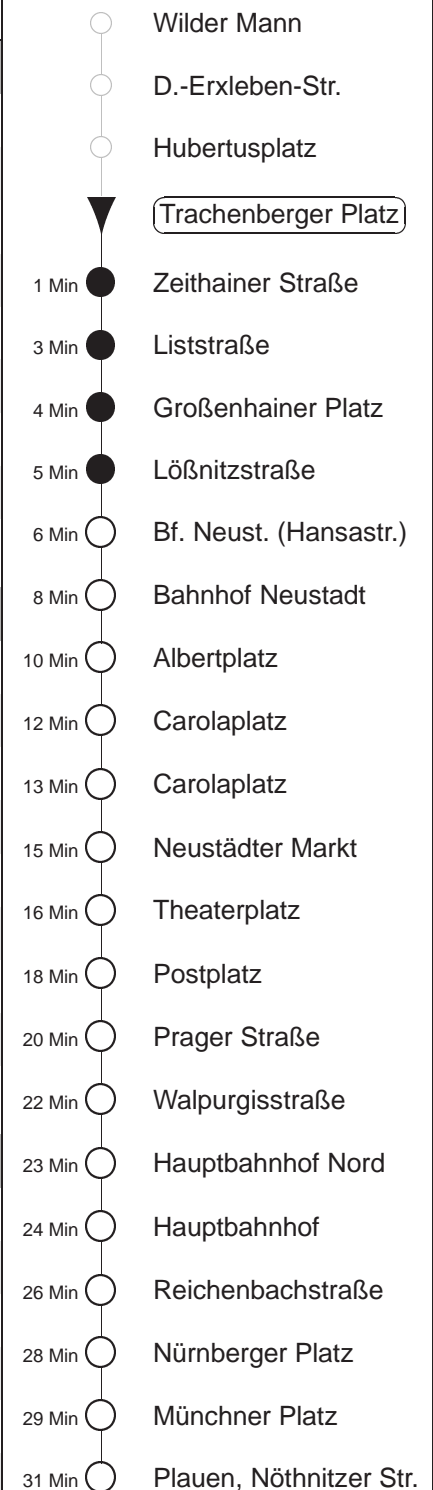 Wilder Mann
D.-Erxleben-Str.
Hubertusplatz
Trachenberger Platz
1 Min Zeithainer Straße
3 Min Liststraße
4 Min Großenhainer Platz
5 Min Lößnitzstraße
6 Min Bf. Neust. (Hansastr.)
8 Min Bahnhof Neustadt
10 Min Albertplatz
12 Min Carolaplatz
13 Min Carolaplatz
15 Min Neustädter Markt
16 Min Theaterplatz
18 Min Postplatz
20 Min Prager Straße
22 Min Walpurgisstraße
23 Min Hauptbahnhof Nord
24 Min Hauptbahnhof
26 Min Reichenbachstraße
28 Min Nürnberger Platz
29 Min Münchner Platz
31 Min Plauen, Nöthnitzer Str.